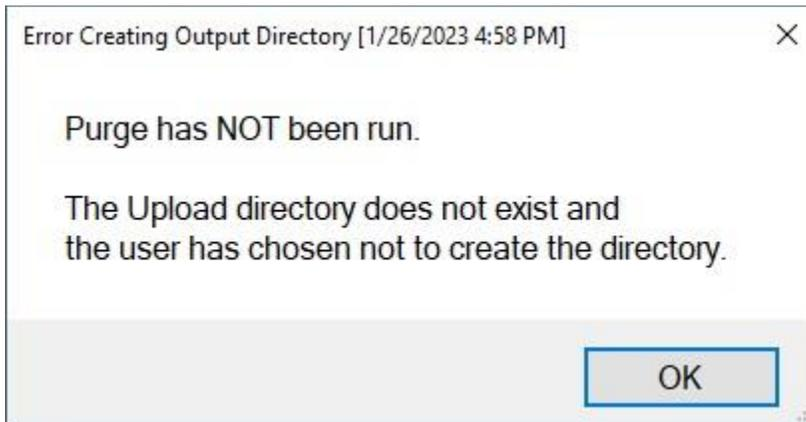 Error Creating Output Directory [1/26/2023 4:58 PM]
Purge has NOT been run.
The Upload directory does not exist and
the user has chosen not to create the directory.
OK